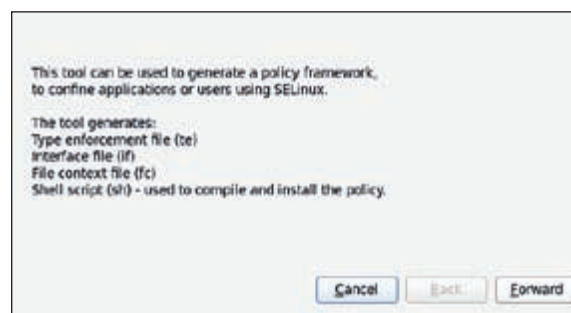 This tool can be used to generate a policy framework,
to confine applications or users using SELinux.
The tool generates:
Type enforcement file (te)
Interface file (if)
File context file (fc)
Shell script (sh) - used to compile and install the policy.
Cancel
Back
Forward